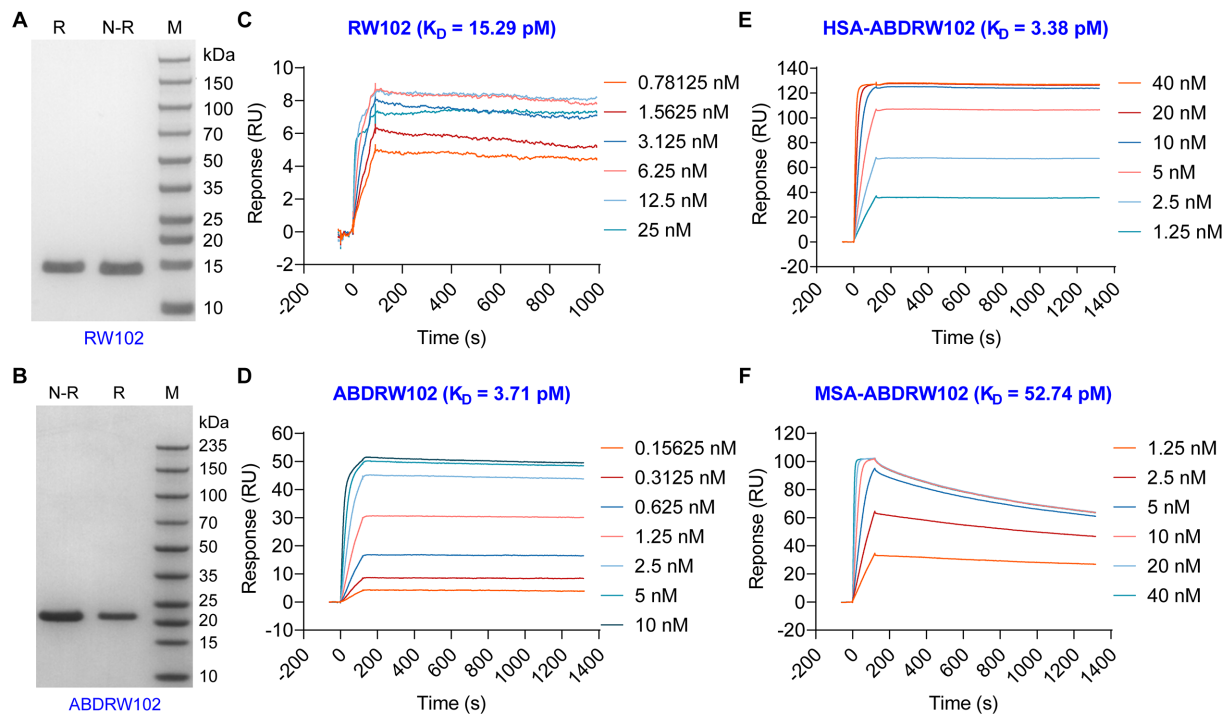 A
R N-R M
kDa
150
100
70
50
35
25
20
15
10
RW102
B
N-R R M
kDa
235
150
100
70
50
35
25
20
15
10
ABDRW102
C
RW102 (KD = 15.29 pM)
Reponse (RU)
10
8
6
4
2
0
-2
-200 0 200 400 600 800 1000
Time (s)
0.78125 nM
1.5625 nM
3.125 nM
6.25 nM
12.5 nM
25 nM
D
ABDRW102 (KD = 3.71 pM)
Response (RU)
60
50
40
30
20
10
0
-10
-200 0 200 400 600 800 1000 1200 1400
Time (s)
0.15625 nM
0.3125 nM
0.625 nM
1.25 nM
2.5 nM
5 nM
10 nM
E
HSA-ABDRW102 (KD = 3.38 pM)
Reponse (RU)
140
120
100
80
60
40
20
0
-20
-200 0 200 400 600 800 1000 1200 1400
Time (s)
40 nM
20 nM
10 nM
5 nM
2.5 nM
1.25 nM
F
MSA-ABDRW102 (KD = 52.74 pM)
Reponse (RU)
120
100
80
60
40
20
0
-20
-200 0 200 400 600 800 1000 1200 1400
Time (s)
1.25 nM
2.5 nM
5 nM
10 nM
20 nM
40 nM